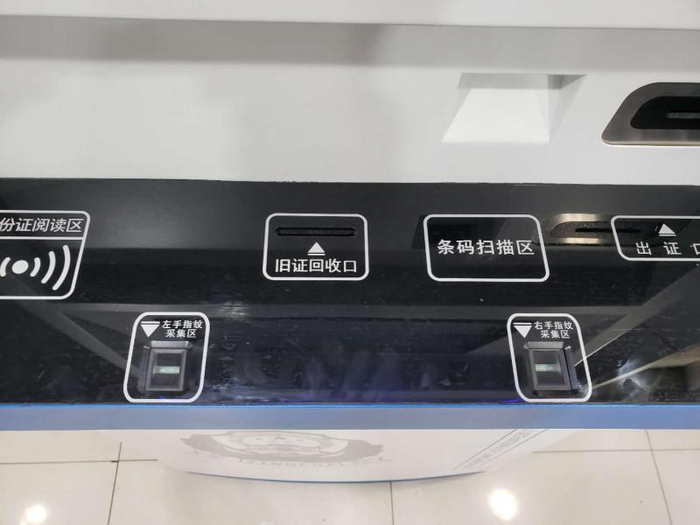 份证阅读区
旧证回收口
条码扫描区
出证
左手指纹
采集区
右手指纹
采集区